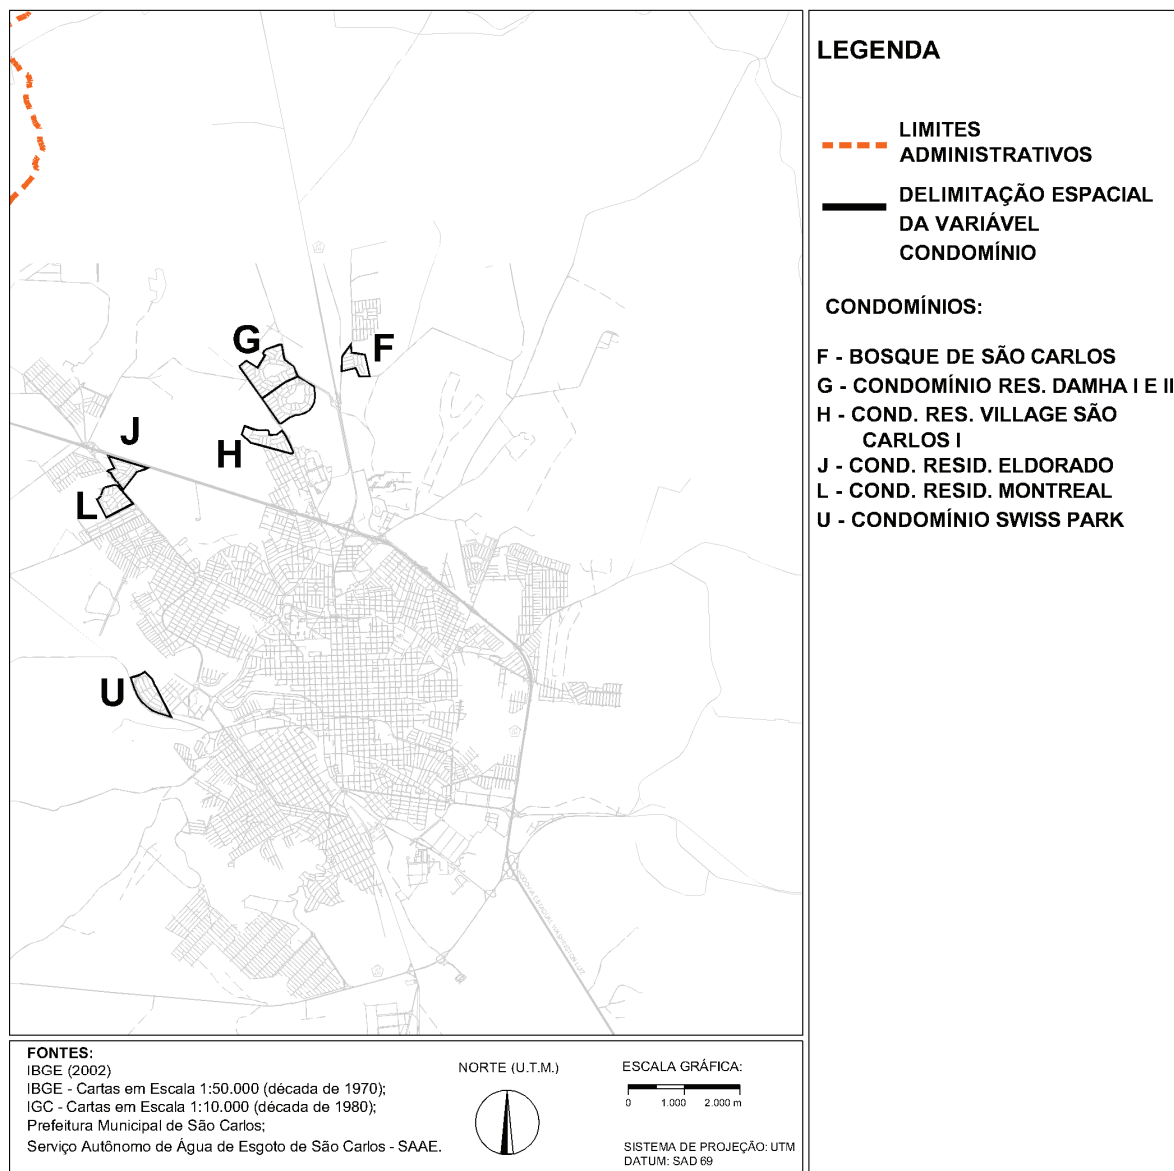 G
F
J
H
L
U
RODOVIA ESTADUAL WASHINGTON LUIZ
LEGENDA
LIMITES
ADMINISTRATIVOS
DELIMITAÇÃO ESPACIAL
DA VARIÁVEL
CONDOMÍNIO
CONDOMÍNIOS:
F - BOSQUE DE SÃO CARLOS
G - CONDOMÍNIO RES. DAMHA I E II
H - COND. RES. VILLAGE SÃO
CARLOS I
J - COND. RESID. ELDORADO
L - COND. RESID. MONTREAL
U - CONDOMÍNIO SWISS PARK
FONTES:
IBGE (2002)
IBGE - Cartas em Escala 1:50.000 (década de 1970);
IGC - Cartas em Escala 1:10.000 (década de 1980);
Prefeitura Municipal de São Carlos;
Serviço Autônomo de Água de Esgoto de São Carlos - SAAE.
NORTE (U.T.M.)
ESCALA GRÁFICA:
0 1.000 2.000 m
SISTEMA DE PROJEÇÃO: UTM
DATUM: SAD 69